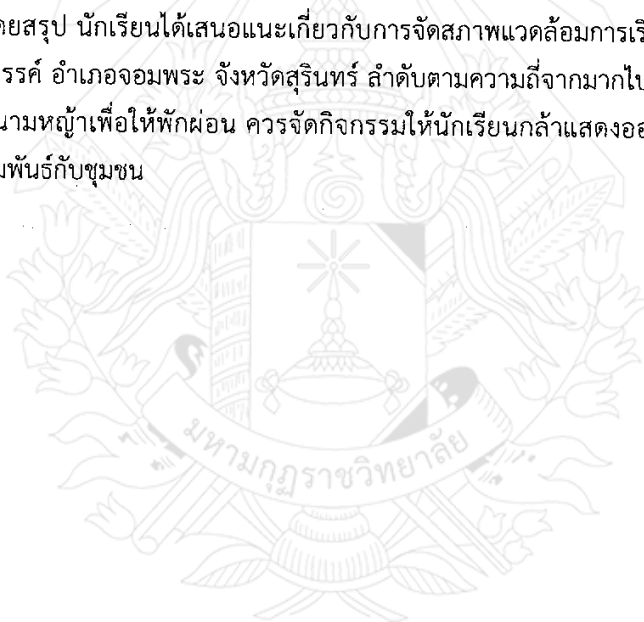 โดยสรุป นักเรียนได้เสนอแนะเกี่ยวกับการจัดสภาพแวดล้อมการเรี
รรค์ อำเภอจอมพระ จังหวัดสุรินทร์ ลำดับตามความถี่จากมากไป
นามหญ้าเพื่อให้พักผ่อน ควรจัดกิจกรรมให้นักเรียนกล้าแสดงออ
มพันธ์กับชุมชน
มหามกุฏราชวิทยาลัย